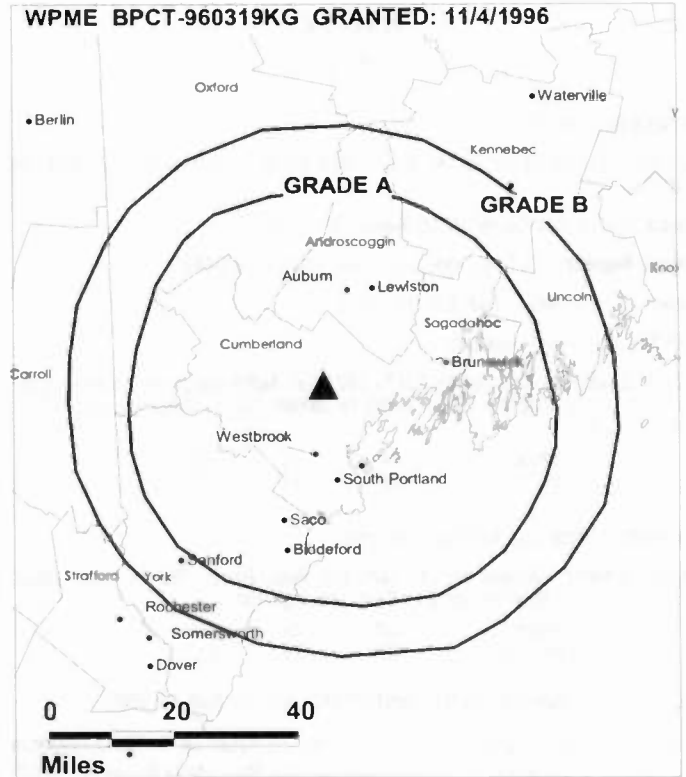 WPME BPCT-960319KG GRANTED: 11/4/1996
Oxford
Waterville
Berlin
Kennebec
GRADE A
GRADE B
Androscoggin
Knox
Auburn
Lewiston
Lincoln
Sagadahoc
Cumberland
Brunswick
Carroll
Westbrook
South Portland
Saco
Biddeford
Sanford
Strafford
York
Rochester
Somersworth
Dover
0 20 40
Miles